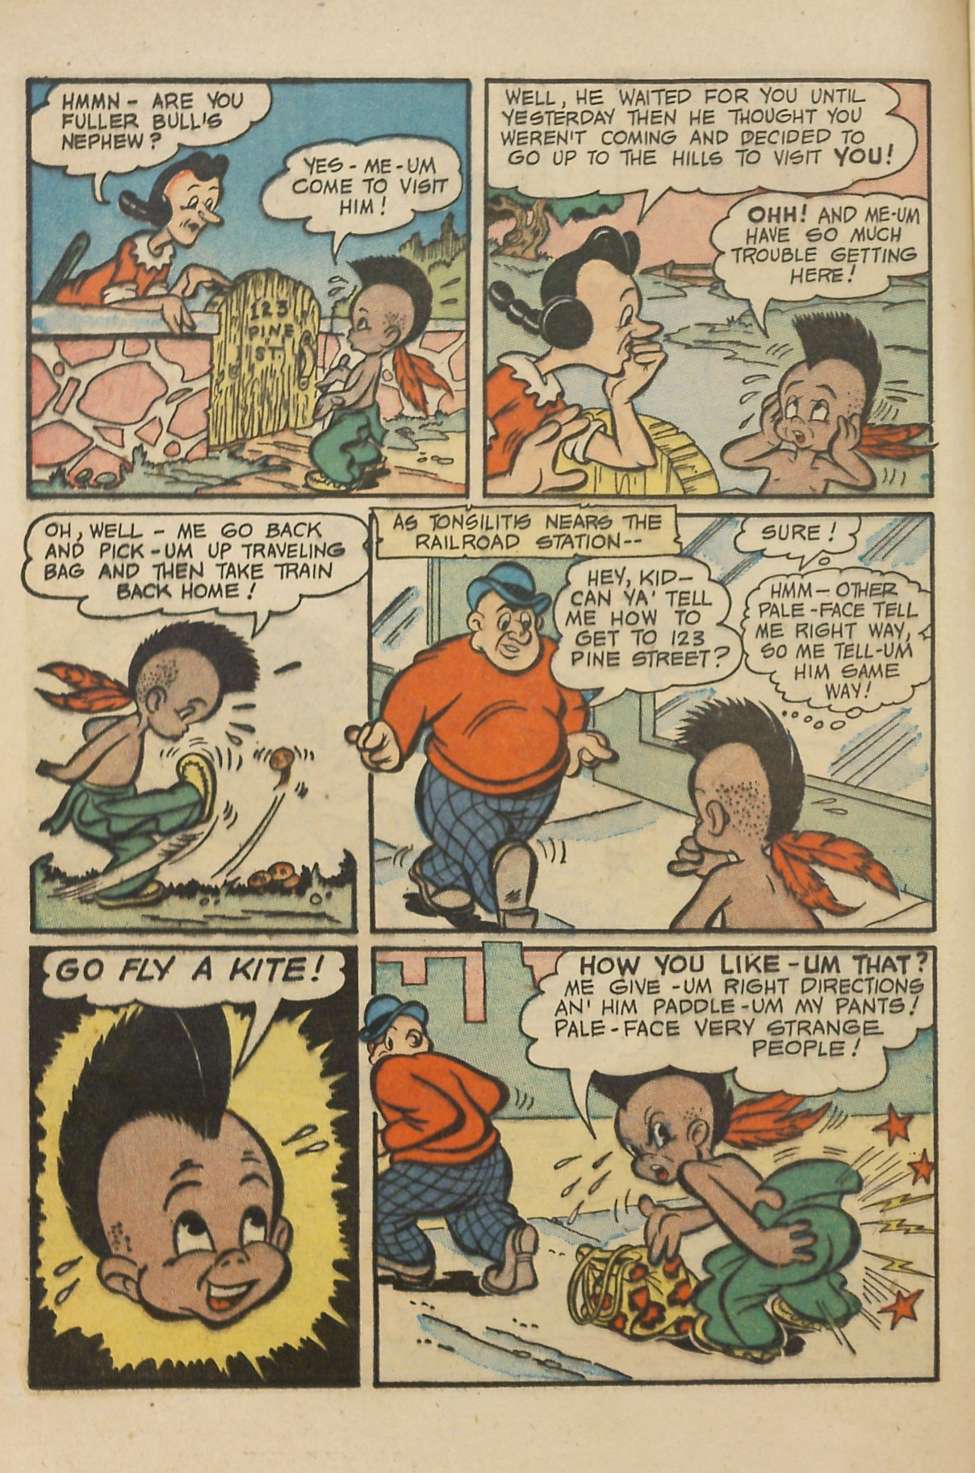 HMMN - ARE YOU
FULLER BULL'S
NEPHEW?
YES - ME-UM
COME TO VISIT
HIM!
123
PINE
ST.
WELL, HE WAITED FOR YOU UNTIL
YESTERDAY THEN HE THOUGHT YOU
WEREN'T COMING AND DECIDED TO
GO UP TO THE HILLS TO VISIT YOU!
OHH! AND ME-UM
HAVE SO MUCH
TROUBLE GETTING
HERE!
OH, WELL - ME GO BACK
AND PICK-UM UP TRAVELING
BAG AND THEN TAKE TRAIN
BACK HOME!
AS TONSILITIS NEARS THE
RAILROAD STATION--
HEY, KID-
CAN YA' TELL
ME HOW TO
GET TO 123
PINE STREET?
SURE!
HMM - OTHER
PALE-FACE TELL
ME RIGHT WAY,
SO ME TELL-UM
HIM SAME
WAY!
GO FLY A KITE!
HOW YOU LIKE-UM THAT?
ME GIVE-UM RIGHT DIRECTIONS
AN' HIM PADDLE-UM MY PANTS!
PALE-FACE VERY STRANGE
PEOPLE!